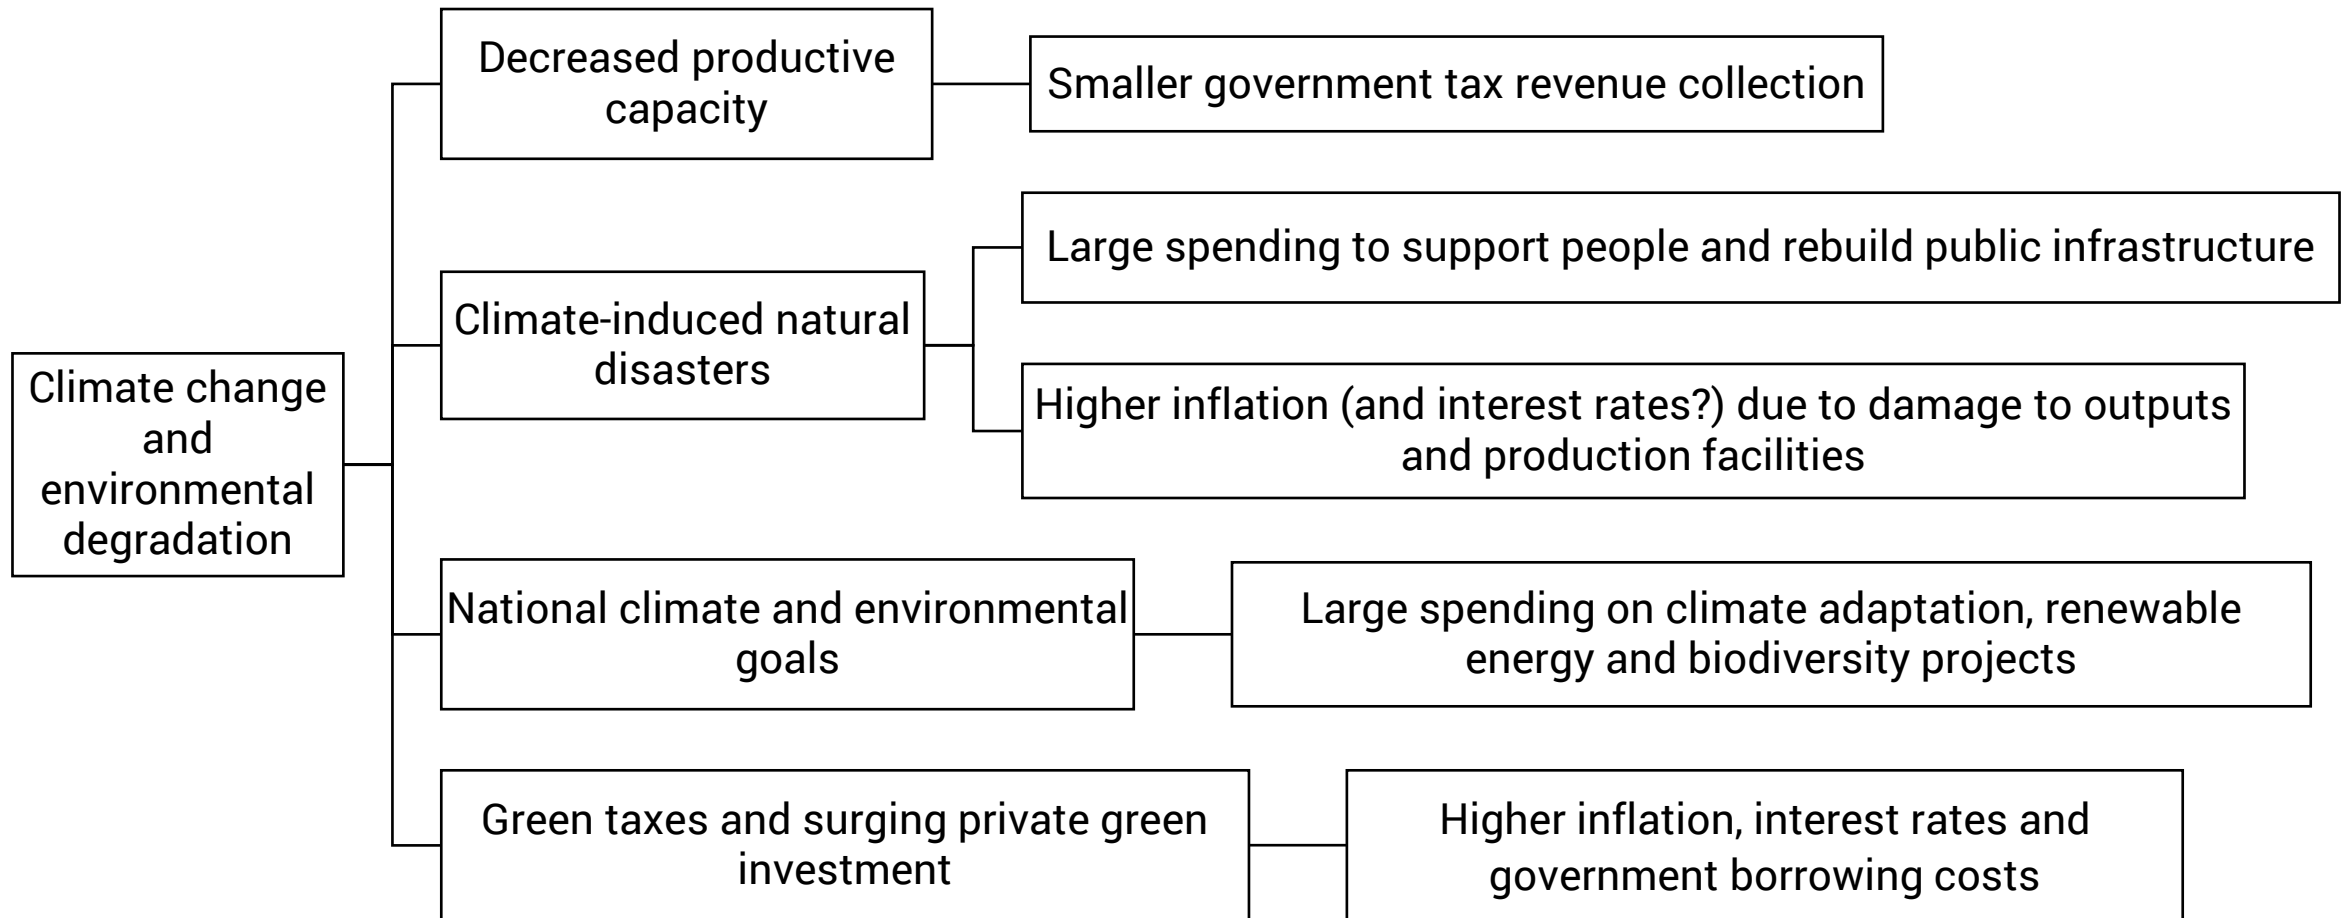 Climate change
and
environmental
degradation
Decreased productive
capacity
Smaller government tax revenue collection
Climate-induced natural
disasters
Large spending to support people and rebuild public infrastructure
Higher inflation (and interest rates?) due to damage to outputs
and production facilities
National climate and environmental
goals
Large spending on climate adaptation, renewable
energy and biodiversity projects
Green taxes and surging private green
investment
Higher inflation, interest rates and
government borrowing costs